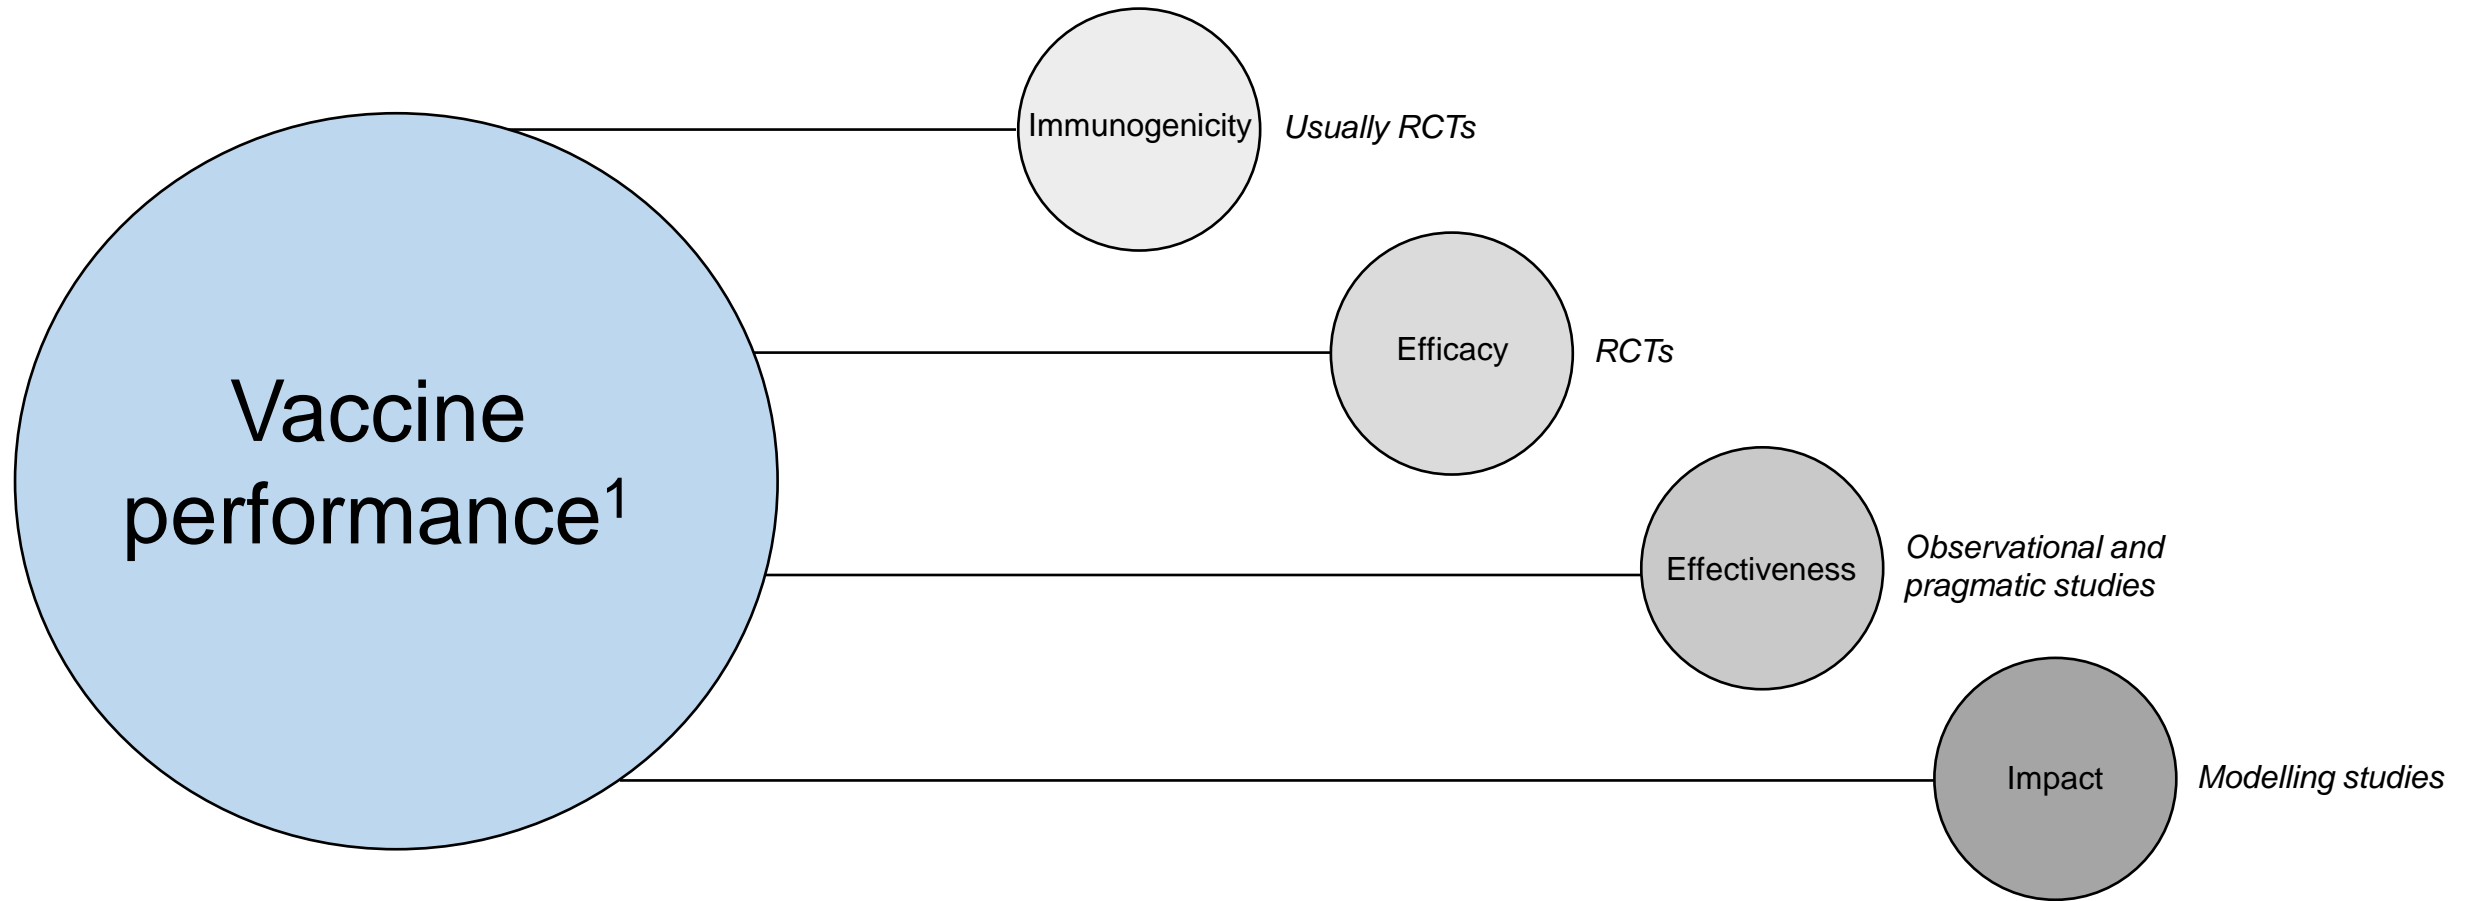 Immunogenicity
Usually RCTs
Efficacy
RCTs
Vaccine
performance¹
Effectiveness
Observational and
pragmatic studies
Impact
Modelling studies